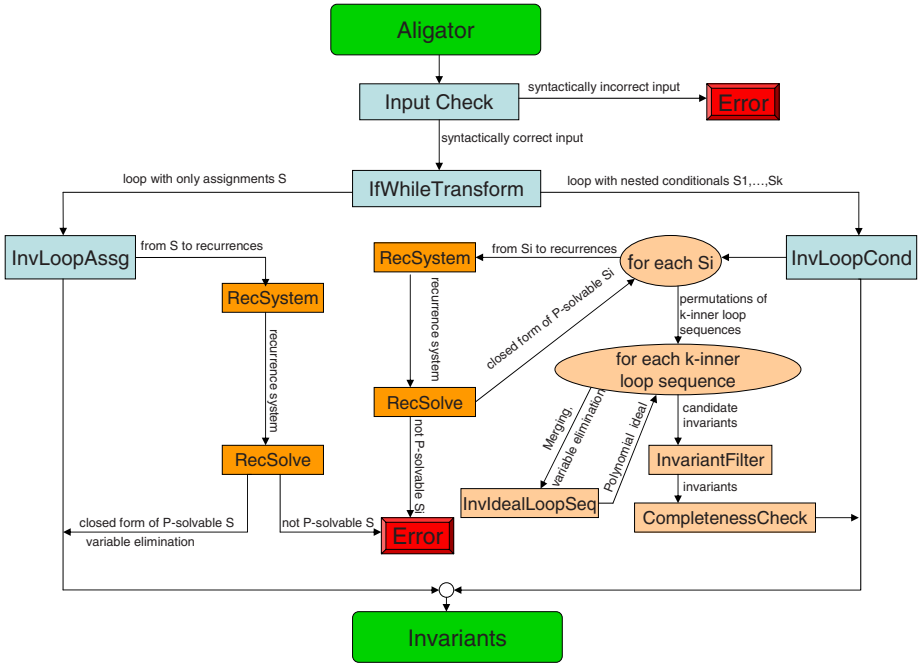 Aligator
Input Check
syntactically incorrect input
Error
syntactically correct input
loop with only assignments S
IfWhileTransform
loop with nested conditionals S1,...,Sk
InvLoopAssg
from S to recurrences
RecSystem
from Si to recurrences
for each Si
InvLoopCond
RecSystem
recurrence system
recurrence system
closed form of P-solvable Si
permutations of
k-inner loop
sequences
for each k-inner
loop sequence
RecSolve
Merging,
variable elimination
Polynomial ideal
candidate
invariants
RecSolve
not P-solvable Si
InvariantFilter
invariants
InvIdealLoopSeq
CompletenessCheck
closed form of P-solvable S
variable elimination
not P-solvable S
Error
Invariants